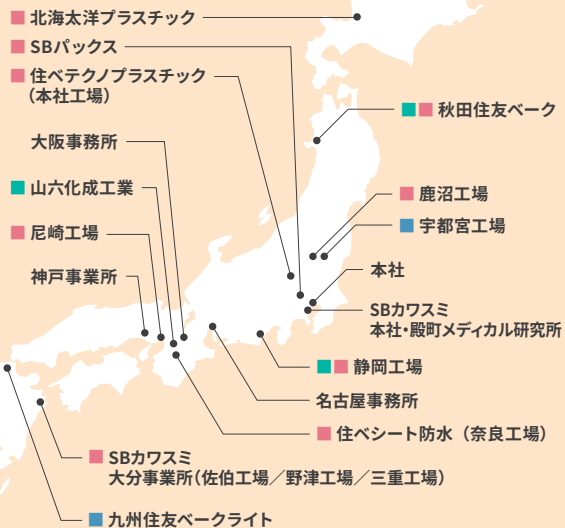 北海太洋プラスチック
SBパックス
住べテクノプラスチック
（本社工場）
大阪事務所
山六化成工業
尼崎工場
神戸事業所
秋田住友ベーク
鹿沼工場
宇都宮工場
本社
SBカワスミ
本社・殿町メディカル研究所
静岡工場
名古屋事務所
住べシート防水（奈良工場）
SBカワスミ
大分事業所（佐伯工場／野津工場／三重工場）
九州住友ベークライト